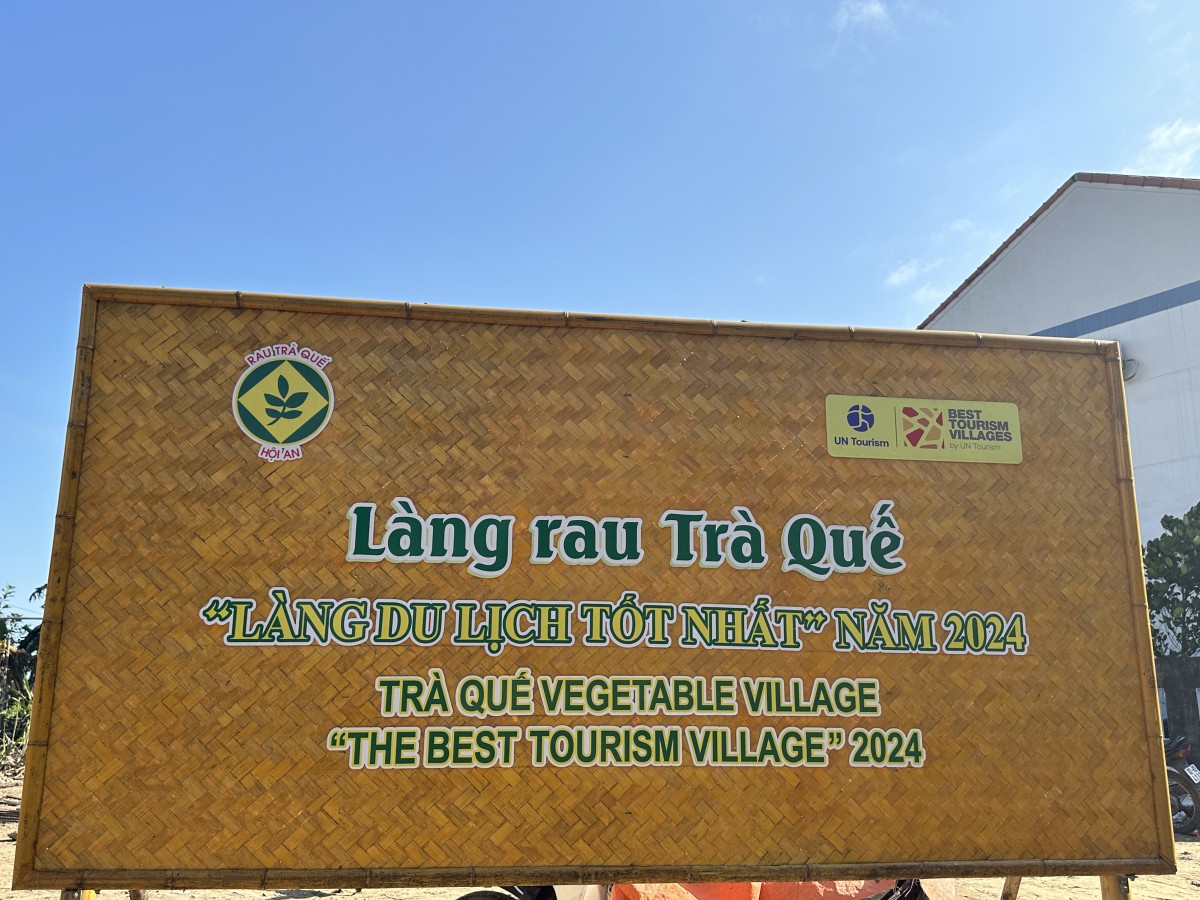 RAU TRÀ QUẾ
HỘI AN
UN Tourism
BEST
TOURISM
VILLAGES
by UN Tourism
Làng rau Trà Quế
“LÀNG DU LỊCH TỐT NHẤT” NĂM 2024
TRÀ QUẾ VEGETABLE VILLAGE
“THE BEST TOURISM VILLAGE” 2024